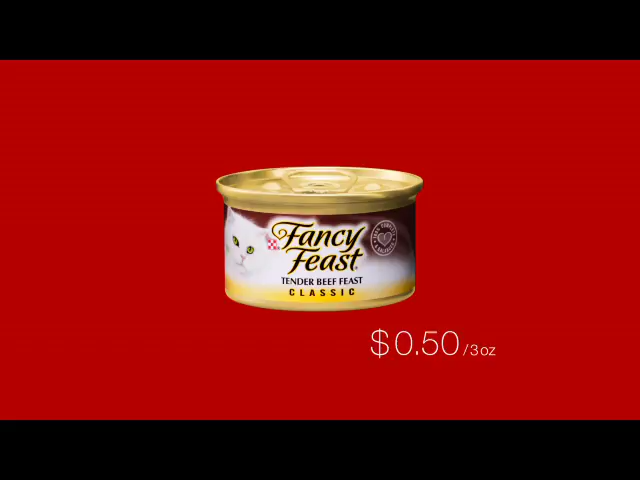 Fancy
Feast
TENDER BEEF FEAST
CLASSIC
$0.50/3oz